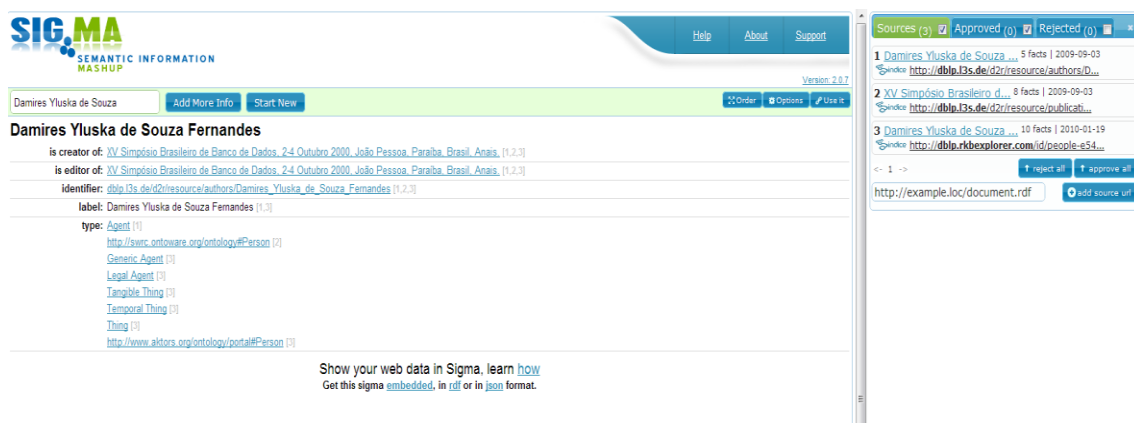 SIG.MA
SEMANTIC INFORMATION
MASHUP
Help About Support
Version: 2.0.7
Damires Yluska de Souza Add More Info Start New Order Options Use it
Damires Yluska de Souza Fernandes
is creator of: XV Simpósio Brasileiro de Banco de Dados, 2-4 Outubro 2000, João Pessoa, Paraíba, Brasil, Anais, [1,2,3]
is editor of: XV Simpósio Brasileiro de Banco de Dados, 2-4 Outubro 2000, João Pessoa, Paraíba, Brasil, Anais, [1,2,3]
identifier: dblp.l3s.de/d2r/resource/authors/Damires_Yluska_de_Souza_Fernandes [1,2,3]
label: Damires Yluska de Souza Fernandes [1,3]
type: Agent [1]
http://swrc.ontoware.org/ontology#Person [2]
Generic Agent [3]
Legal Agent [3]
Tangible Thing [3]
Temporal Thing [3]
Thing [3]
http://www.aktors.org/ontology/portal#Person [3]
Show your web data in Sigma, learn how
Get this sigma embedded, in rdf or in json format.
Sources (3) Approved (0) Rejected (0) ×
1 Damires Yluska de Souza ... 5 facts | 2009-09-03
Sindice http://dblp.l3s.de/d2r/resource/authors/D...
2 XV Simpósio Brasileiro d... 8 facts | 2009-09-03
Sindice http://dblp.l3s.de/d2r/resource/publicati...
3 Damires Yluska de Souza ... 10 facts | 2010-01-19
Sindice http://dblp.rkbexplorer.com/id/people-e54...
<- 1 -> reject all approve all
http://example.loc/document.rdf add source url